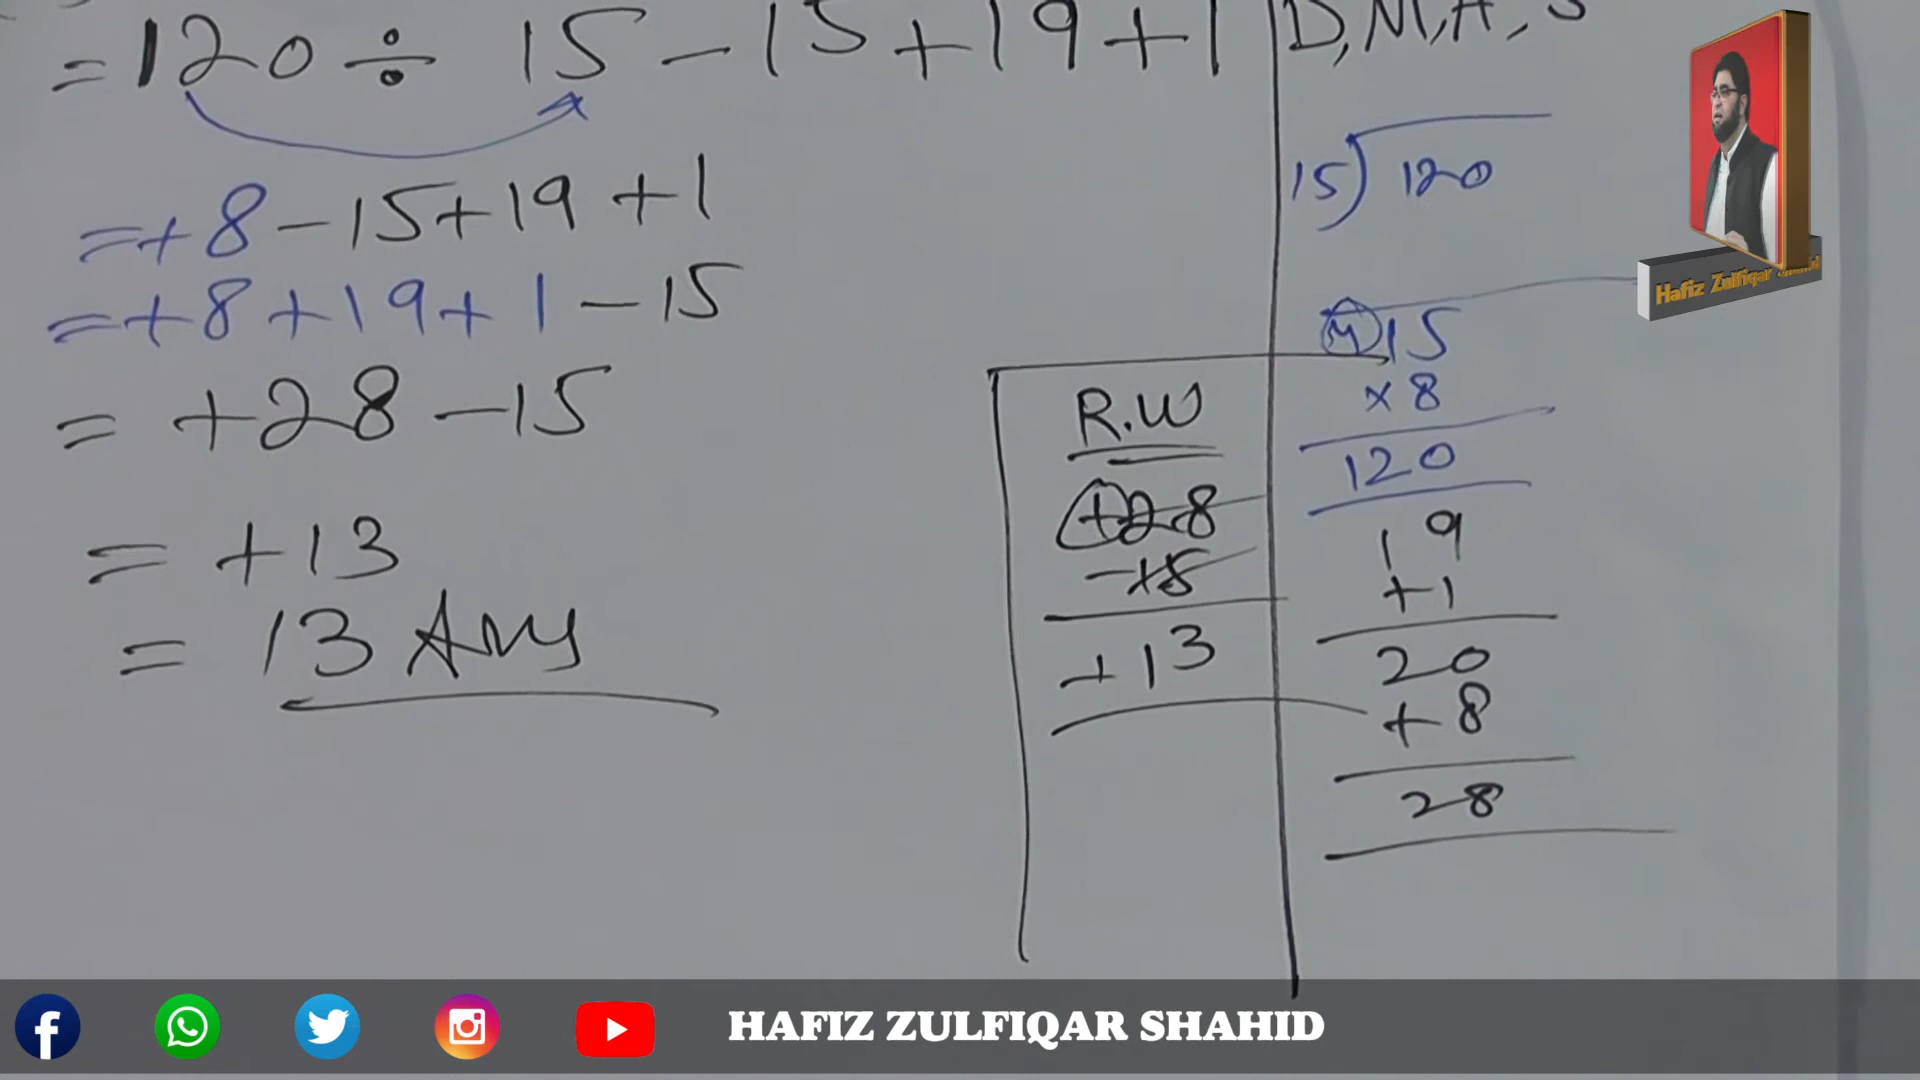 = 120 ÷ 15 - 15 + 19 + 1
= + 8 - 15 + 19 + 1
= + 8 + 19 + 1 - 15
= + 28 - 15
= + 13
= 13 Ans
R.W
+28
-15
+13
D, M, A, S
15) 120
15
× 8
120
19
+1
20
+ 8
28
Hafiz Zulfiqar Shahid
HAFIZ ZULFIQAR SHAHID